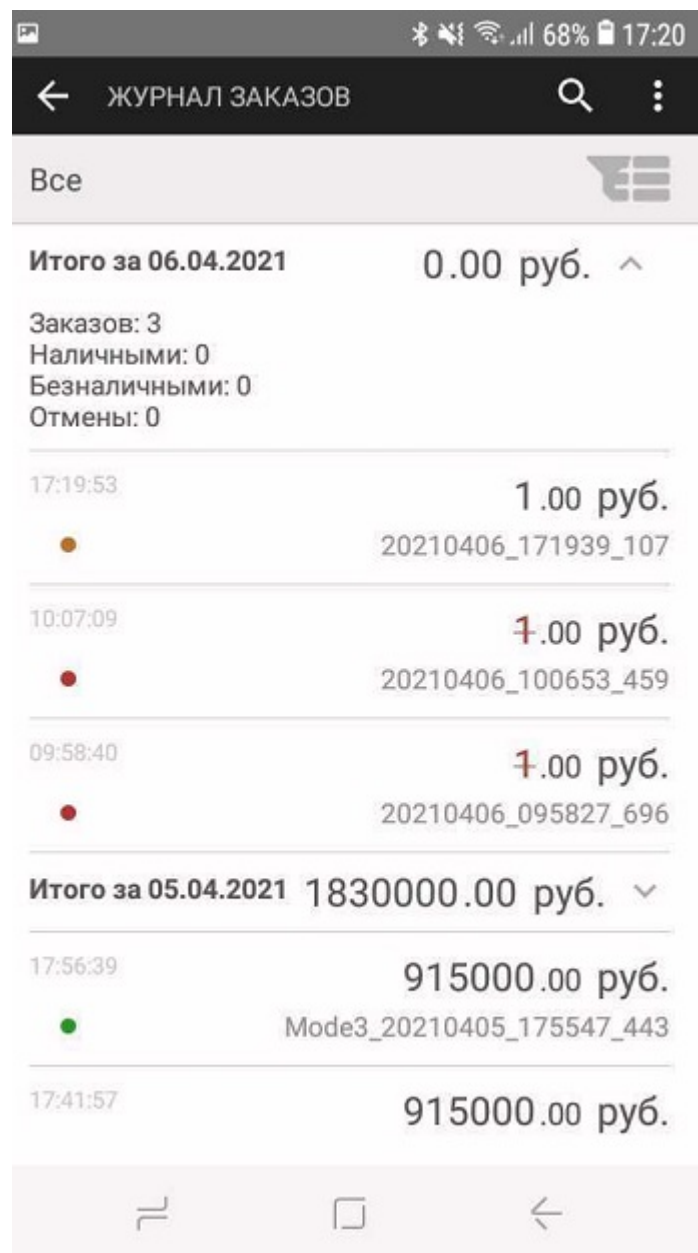 68% 17:20
ЖУРНАЛ ЗАКАЗОВ
Все
Итого за 06.04.2021 0.00 руб.
Заказов: 3
Наличными: 0
Безналичными: 0
Отмены: 0
17:19:53
1.00 руб.
20210406_171939_107
10:07:09
1.00 руб.
20210406_100653_459
09:58:40
1.00 руб.
20210406_095827_696
Итого за 05.04.2021 1830000.00 руб.
17:56:39
915000.00 руб.
Mode3_20210405_175547_443
17:41:57
915000.00 руб.